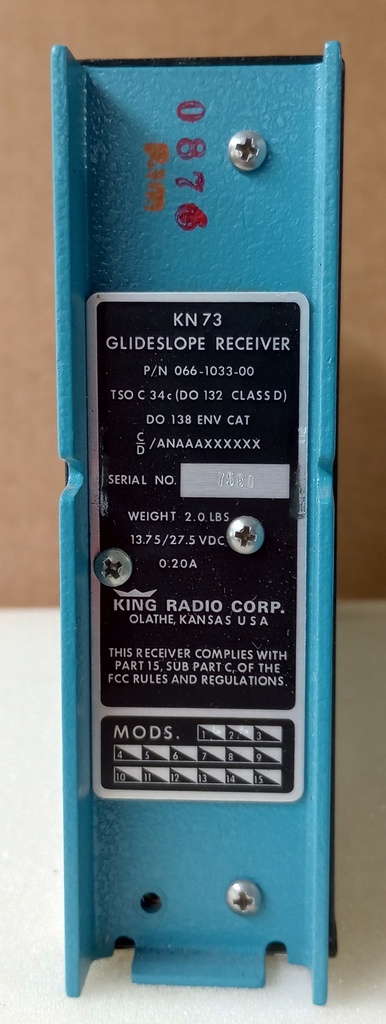 0876
KN 73
GLIDESLOPE RECEIVER
P/N 066-1033-00
TSO C 34c (DO 132 CLASS D)
DO 138 ENV CAT
C/D/ANAAAXXXXXX
SERIAL NO.
WEIGHT 2.0 LBS
13.75/27.5 VDC
0.20A
KING RADIO CORP.
OLATHE, KANSAS U S A
THIS RECEIVER COMPLIES WITH
PART 15, SUB PART C, OF THE
FCC RULES AND REGULATIONS.
MODS. 1 2 3
4 5 6 7 8 9
10 11 12 13 14 15